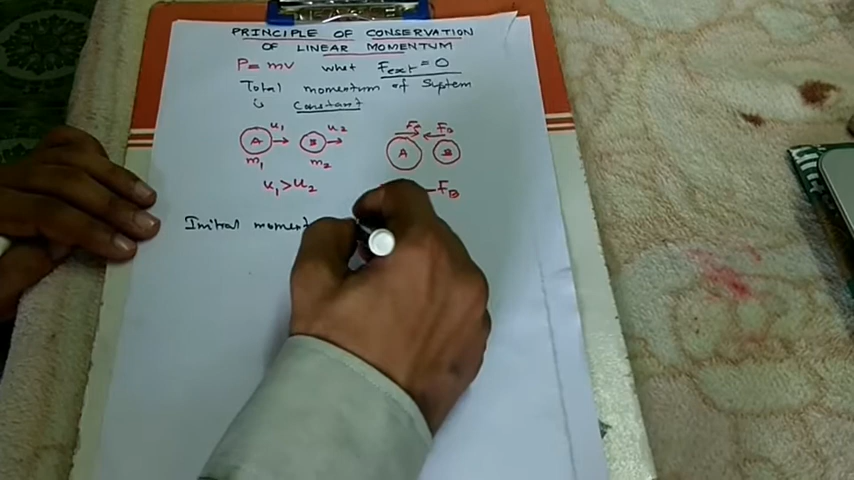 PRINCIPLE OF CONSERVATION
OF LINEAR MOMENTUM
P = mv when Fext = 0
Total momentum of System
is constant
A u1 B u2 FA FB
m1 m2 A B
u1 > u2 FB
Initial